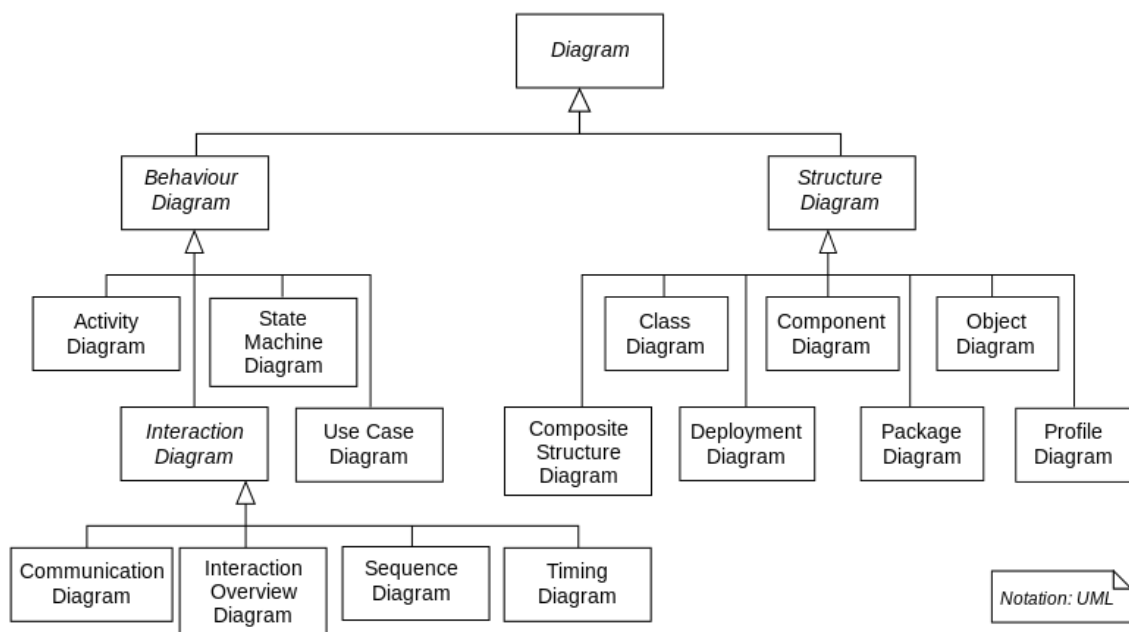 Diagram
Behaviour
Diagram
Structure
Diagram
Activity
Diagram
State
Machine
Diagram
Class
Diagram
Component
Diagram
Object
Diagram
Interaction
Diagram
Use Case
Diagram
Composite
Structure
Diagram
Deployment
Diagram
Package
Diagram
Profile
Diagram
Communication
Diagram
Interaction
Overview
Diagram
Sequence
Diagram
Timing
Diagram
Notation: UML